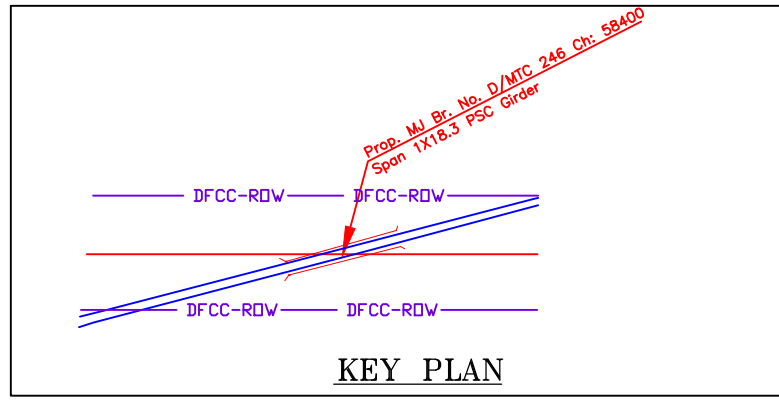 Prop. MJ Br. No. D/MTC 246 Ch: 58400
Span 1X18.3 PSC Girder
DFCC-ROW DFCC-ROW
DFCC-ROW DFCC-ROW
KEY PLAN